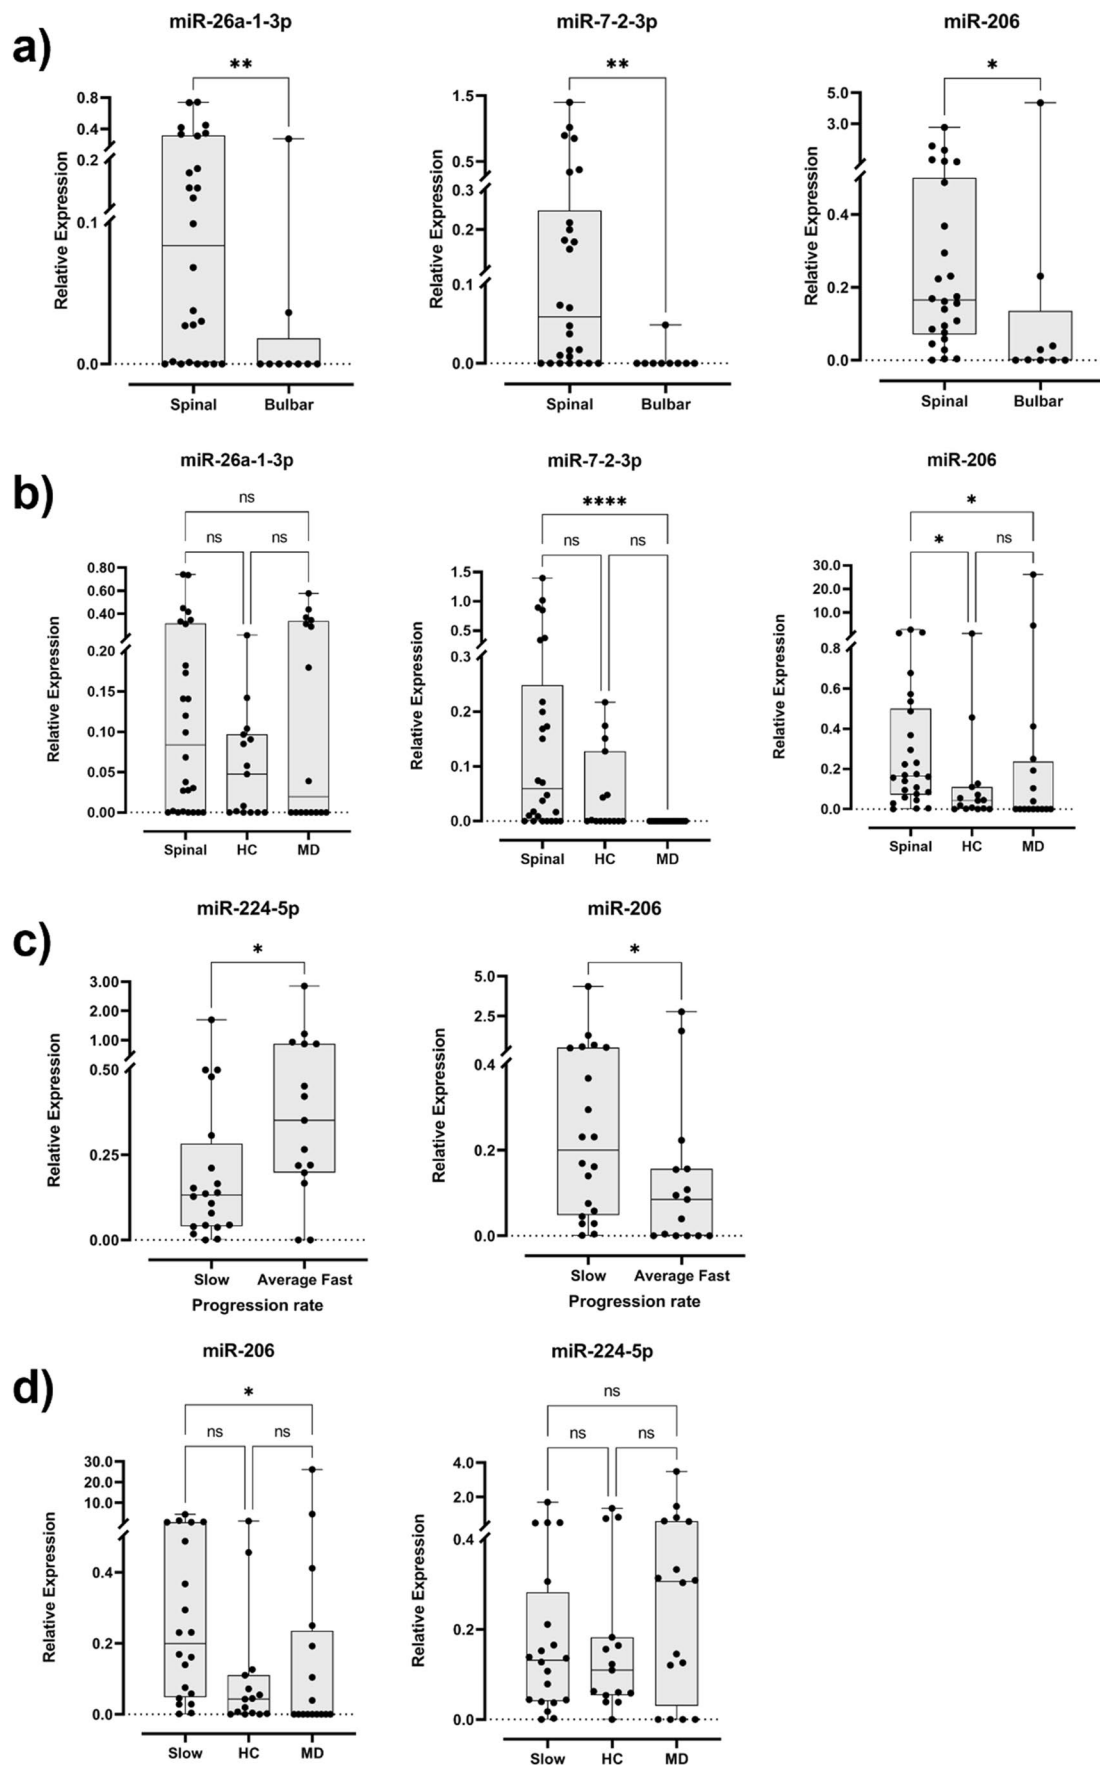 a)
miR-26a-1-3p
**
Relative Expression
0.8
0.4
0.2
0.1
0.0
Spinal Bulbar
miR-7-2-3p
**
Relative Expression
1.5
0.5
0.3
0.2
0.1
0.0
Spinal Bulbar
miR-206
*
Relative Expression
5.0
3.0
0.4
0.2
0.0
Spinal Bulbar
b)
miR-26a-1-3p
ns
ns ns
Relative Expression
0.80
0.60
0.40
0.20
0.15
0.10
0.05
0.00
Spinal HC MD
miR-7-2-3p
****
ns ns
Relative Expression
1.5
1.0
0.5
0.3
0.2
0.1
0.0
Spinal HC MD
miR-206
*
* ns
Relative Expression
30.0
20.0
10.0
0.8
0.6
0.4
0.2
0.0
Spinal HC MD
c)
miR-224-5p
*
Relative Expression
3.00
2.00
1.00
0.50
0.25
0.00
Slow Average Fast
Progression rate
miR-206
*
Relative Expression
5.0
2.5
0.4
0.2
0.0
Slow Average Fast
Progression rate
d)
miR-206
*
ns ns
Relative Expression
30.0
20.0
10.0
0.4
0.2
0.0
Slow HC MD
miR-224-5p
ns
ns ns
Relative Expression
4.0
2.0
0.4
0.2
0.0
Slow HC MD